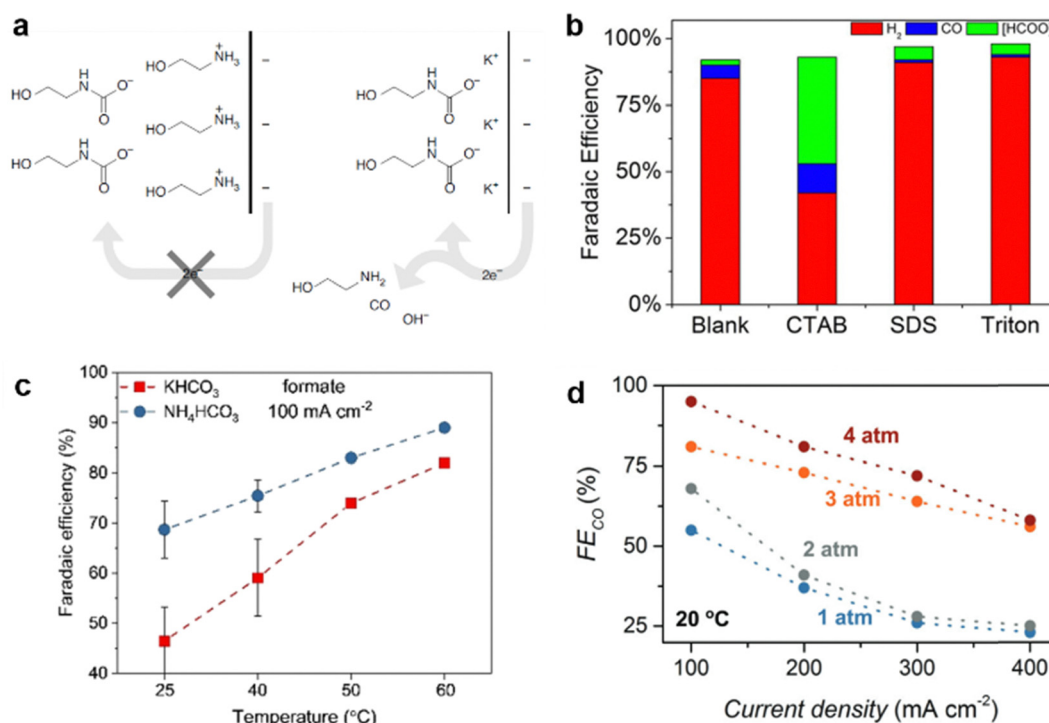 a
HO
NH3
+
−
H
N
O−
HO
O
HO
NH3
+
H
N
O−
HO
O
HO
NH3
+
−
2e−
K+
−
H
N
O−
HO
O
K+
−
H
N
O−
HO
O
K+
−
2e−
HO
NH2
CO
OH−
b
H2 CO [HCOO
100%
75%
50%
25%
0%
Faradaic Efficiency
Blank CTAB SDS Triton
c
KHCO3 formate
NH4HCO3 100 mA cm-2
100
90
80
70
60
50
40
Faradaic efficiency (%)
25 40 50 60
Temperature (°C)
d
100
75
50
25
FECO (%)
4 atm
3 atm
2 atm
1 atm
20 °C
100 200 300 400
Current density (mA cm-2)